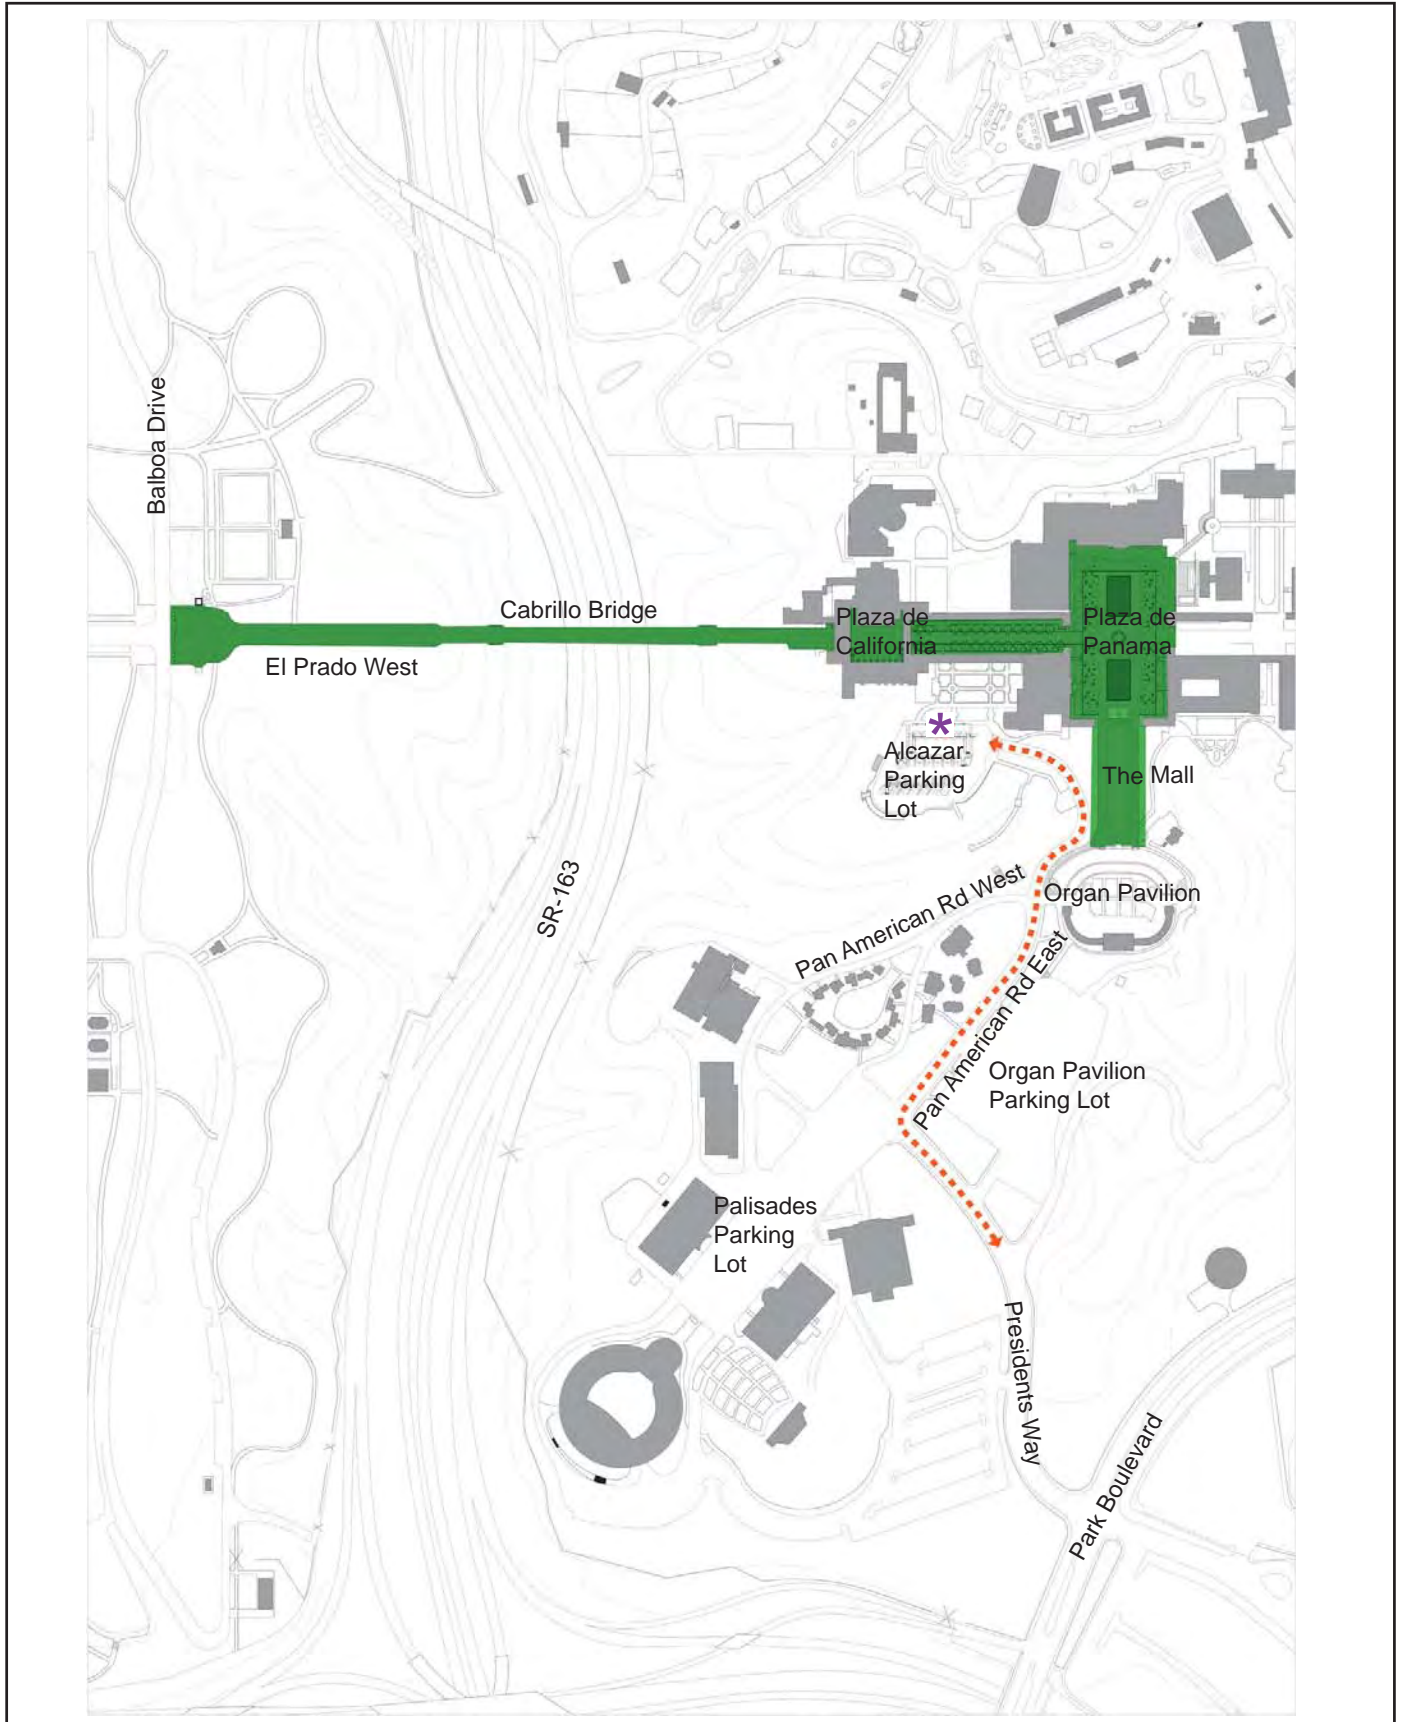 Balboa Drive
Cabrillo Bridge
El Prado West
Plaza de
California
Plaza de
Panama
*
Alcazar
Parking
Lot
The Mall
SR-163
Pan American Rd West
Organ Pavilion
Pan American Rd East
Organ Pavilion
Parking Lot
Palisades
Parking
Lot
Presidents Way
Park Boulevard